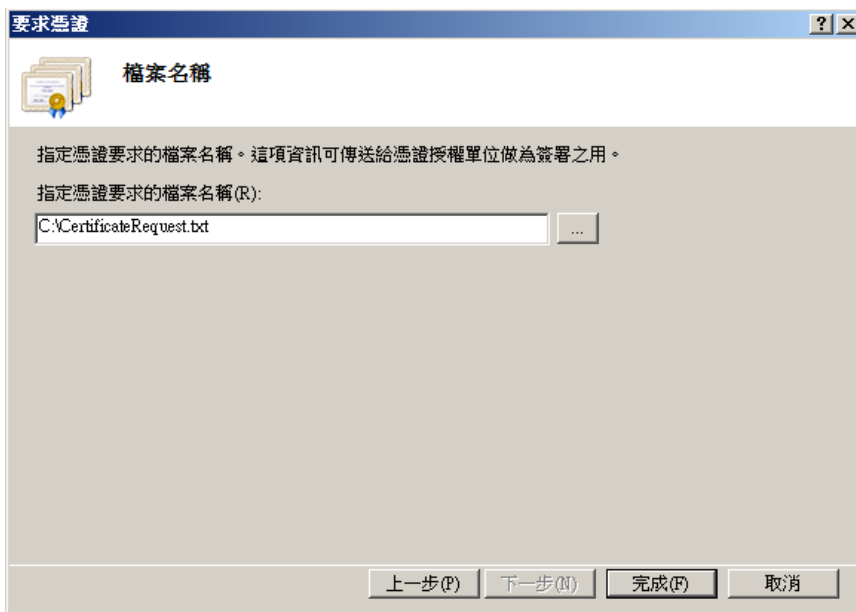 要求憑證
檔案名稱
指定憑證要求的檔案名稱。這項資訊可傳送給憑證授權單位做為簽署之用。
指定憑證要求的檔案名稱(R):
C:\CertificateRequest.txt
...
上一步(P) 下一步(N) 完成(F) 取消